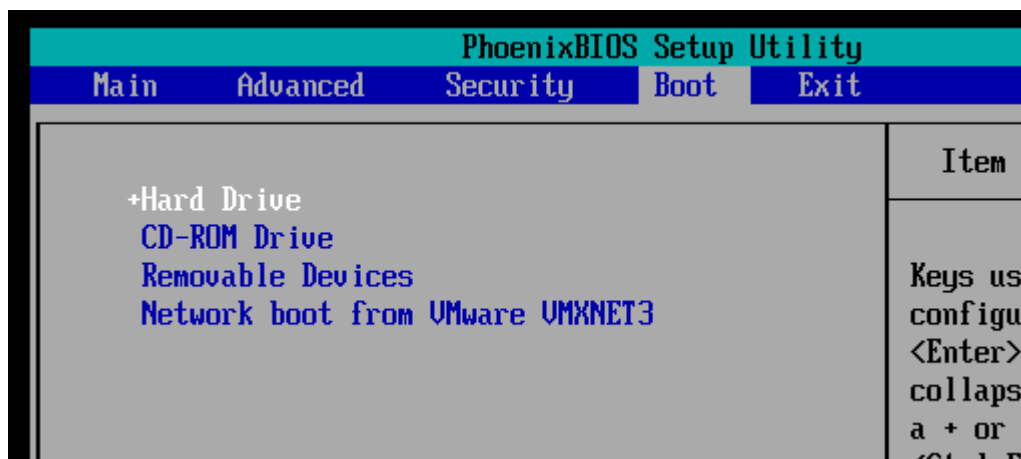 PhoenixBIOS Setup Utility
Main Advanced Security Boot Exit
Item
+Hard Drive
CD-ROM Drive
Removable Devices
Network boot from VMware VMXNET3
Keys us
configu
<Enter>
collaps
a + or